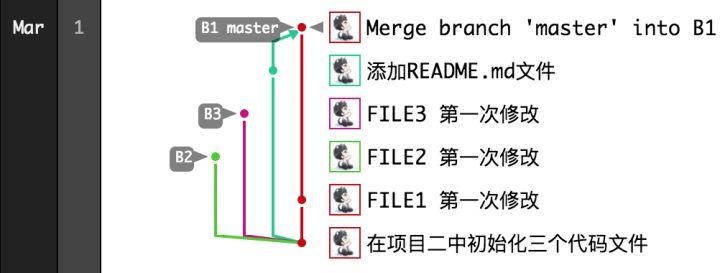 Mar 1 B1 master Merge branch 'master' into B1
添加README.md文件
B3 FILE3 第一次修改
B2 FILE2 第一次修改
FILE1 第一次修改
在项目二中初始化三个代码文件